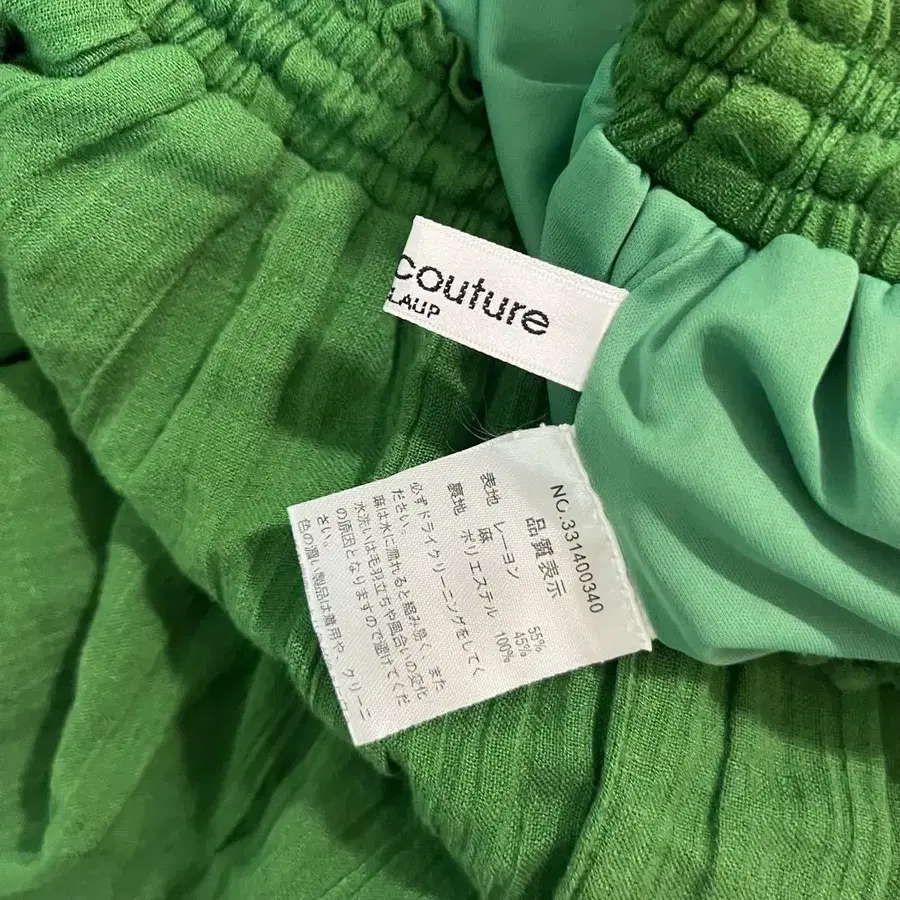 couture
LAUP
NO.331400340
品質表示
表地 レーヨン 55%
麻 45%
裏地 ポリエステル 100%
必ずドライクリーニングをしてく
ださい。
麻は水に濡れると縮み易く、また
水洗いは毛羽立ちや風合いの変化
の原因となりますので避けてくだ
さい。
色の濃い製品は着用や、クリーニ